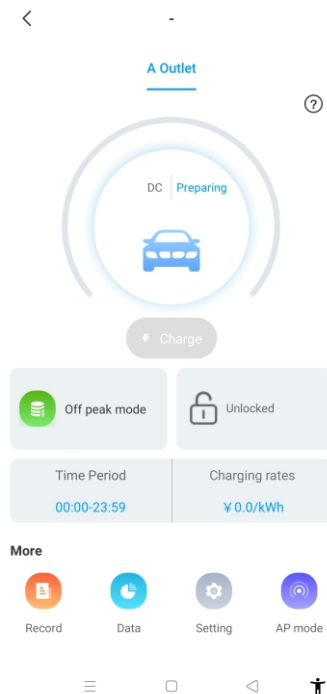 -
A Outlet
?
DC Preparing
Charge
Off peak mode
Unlocked
Time Period
Charging rates
00:00-23:59
￥0.0/kWh
More
Record
Data
Setting
AP mode